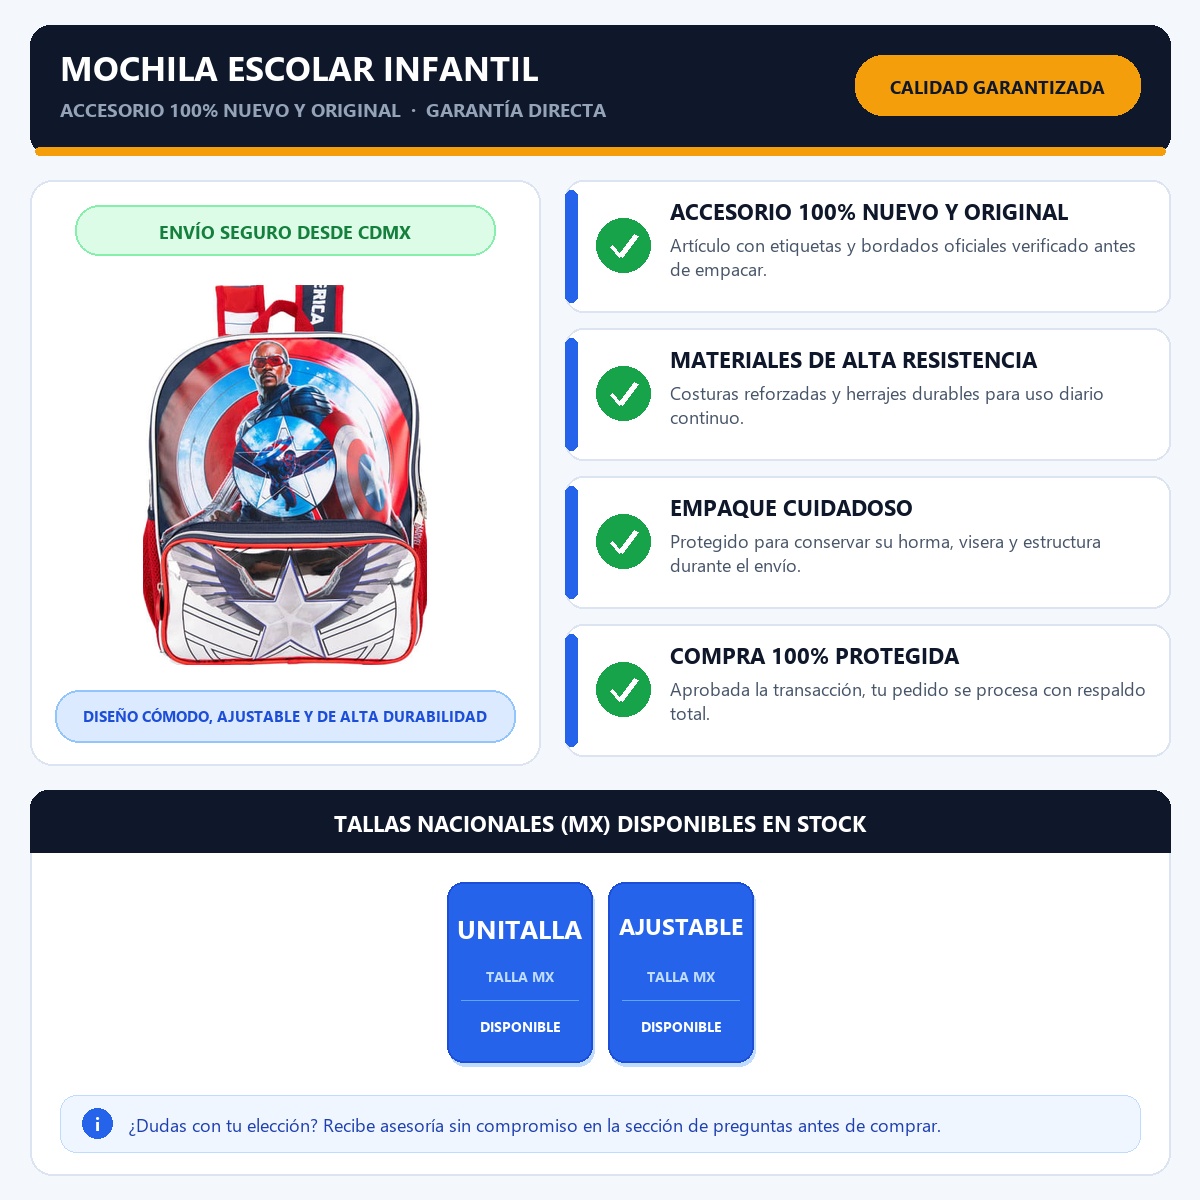 MOCHILA ESCOLAR INFANTIL
ACCESORIO 100% NUEVO Y ORIGINAL · GARANTÍA DIRECTA
CALIDAD GARANTIZADA
ENVÍO SEGURO DESDE CDMX
ERICA
DISEÑO CÓMODO, AJUSTABLE Y DE ALTA DURABILIDAD
ACCESORIO 100% NUEVO Y ORIGINAL
Artículo con etiquetas y bordados oficiales verificado antes
de empacar.
MATERIALES DE ALTA RESISTENCIA
Costuras reforzadas y herrajes durables para uso diario
continuo.
EMPAQUE CUIDADOSO
Protegido para conservar su horma, visera y estructura
durante el envío.
COMPRA 100% PROTEGIDA
Aprobada la transacción, tu pedido se procesa con respaldo
total.
TALLAS NACIONALES (MX) DISPONIBLES EN STOCK
UNITALLA
TALLA MX
DISPONIBLE
AJUSTABLE
TALLA MX
DISPONIBLE
¿Dudas con tu elección? Recibe asesoría sin compromiso en la sección de preguntas antes de comprar.